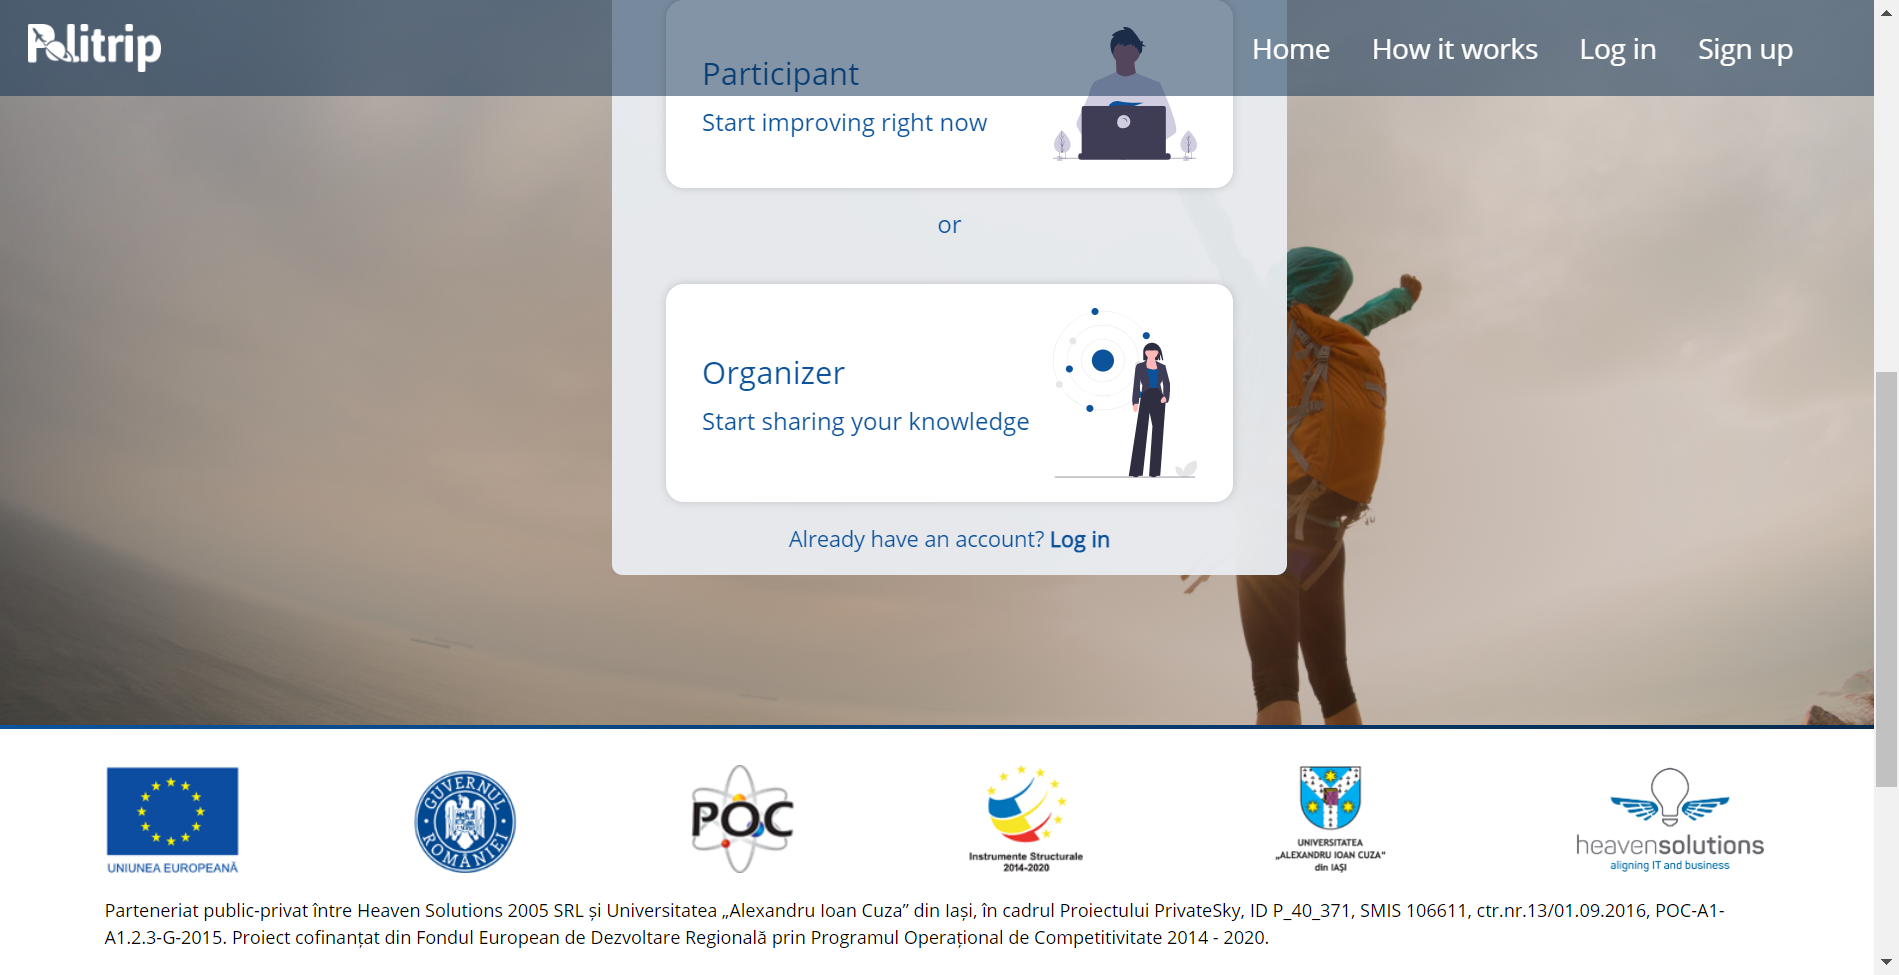 Politrip
Home
How it works
Log in
Sign up
Participant
Start improving right now
or
Organizer
Start sharing your knowledge
Already have an account? Log in
UNIUNEA EUROPEANĂ
GUVERNUL ROMÂNIEI
POC
Instrumente Structurale
2014-2020
UNIVERSITATEA
„ALEXANDRU IOAN CUZA”
din IAȘI
heavensolutions
aligning IT and business
Parteneriat public-privat între Heaven Solutions 2005 SRL și Universitatea „Alexandru Ioan Cuza” din Iași, în cadrul Proiectului PrivateSky, ID P_40_371, SMIS 106611, ctr.nr.13/01.09.2016, POC-A1-
A1.2.3-G-2015. Proiect cofinanțat din Fondul European de Dezvoltare Regională prin Programul Operațional de Competitivitate 2014 - 2020.